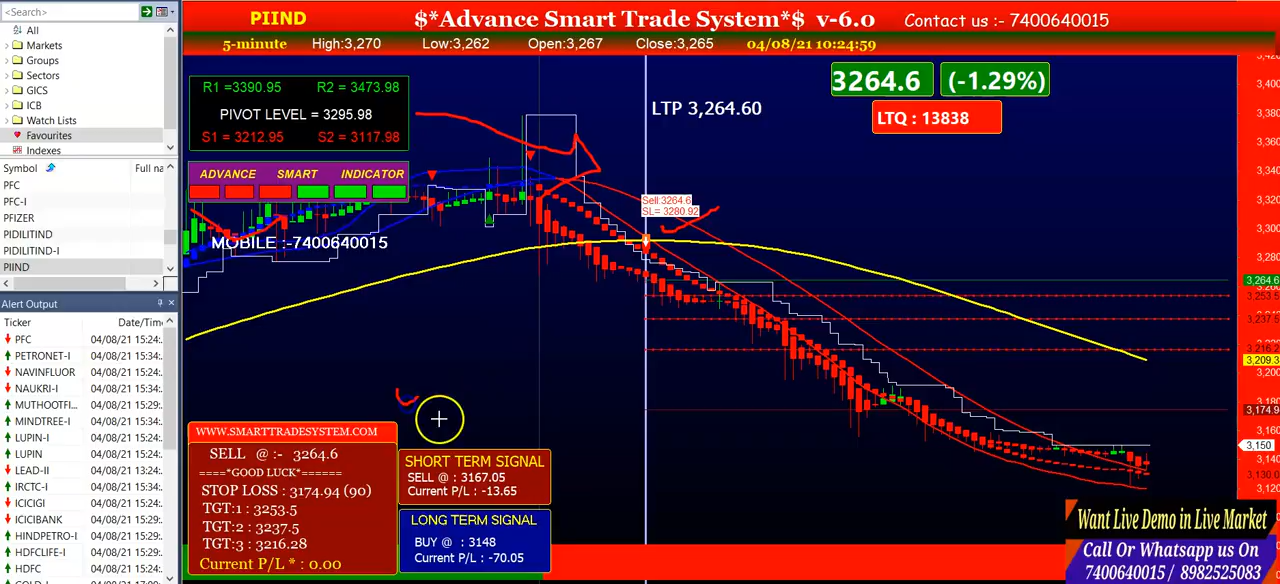 <Search>
PIIND
$*Advance Smart Trade System*$ v-6.0
Contact us :- 7400640015
5-minute High:3,270 Low:3,262 Open:3,267 Close:3,265 04/08/21 10:24:59
All
Markets
Groups
Sectors
GICS
ICB
Watch Lists
Favourites
Indexes
Symbol Full na
PFC
PFC-I
PFIZER
PIDILITIND
PIDILITIND-I
PIIND
Alert Output
Ticker Date/Time
PFC 04/08/21 15:24:..
PETRONET-I 04/08/21 15:34:..
NAVINFLUOR 04/08/21 15:24:..
NAUKRI-I 04/08/21 15:34:..
MUTHOOTFI... 04/08/21 15:29:..
MINDTREE-I 04/08/21 15:34:..
LUPIN-I 04/08/21 15:24:..
LUPIN 04/08/21 15:24:..
LEAD-II 04/08/21 13:24:..
IRCTC-I 04/08/21 15:24:..
ICICIGI 04/08/21 15:24:..
ICICIBANK 04/08/21 15:29:..
HINDPETRO-I 04/08/21 15:29:..
HDFCLIFE-I 04/08/21 15:29:..
HDFC 04/08/21 15:24:..
R1 =3390.95 R2 = 3473.98
PIVOT LEVEL = 3295.98
S1 = 3212.95 S2 = 3117.98
ADVANCE SMART INDICATOR
MOBILE :-7400640015
LTP 3,264.60
3264.6 (-1.29%)
LTQ : 13838
Sell:3264.6
SL= 3280.92
WWW.SMARTTRADESYSTEM.COM
SELL @ :- 3264.6
====*GOOD LUCK*======
STOP LOSS : 3174.94 (90)
TGT:1 : 3253.5
TGT:2 : 3237.5
TGT:3 : 3216.28
Current P/L * : 0.00
SHORT TERM SIGNAL
SELL @ : 3167.05
Current P/L : -13.65
LONG TERM SIGNAL
BUY @ : 3148
Current P/L : -70.05
3,400
3,380
3,360
3,340
3,320
3,300
3,280
3,264.6
3,253.5
3,237.5
3,216.2
3,209.3
3,200
3,174.9
3,160
3,150
3,140
3,130.0
3,120
Want Live Demo in Live Market
Call Or Whatsapp us On
7400640015 / 8982525083